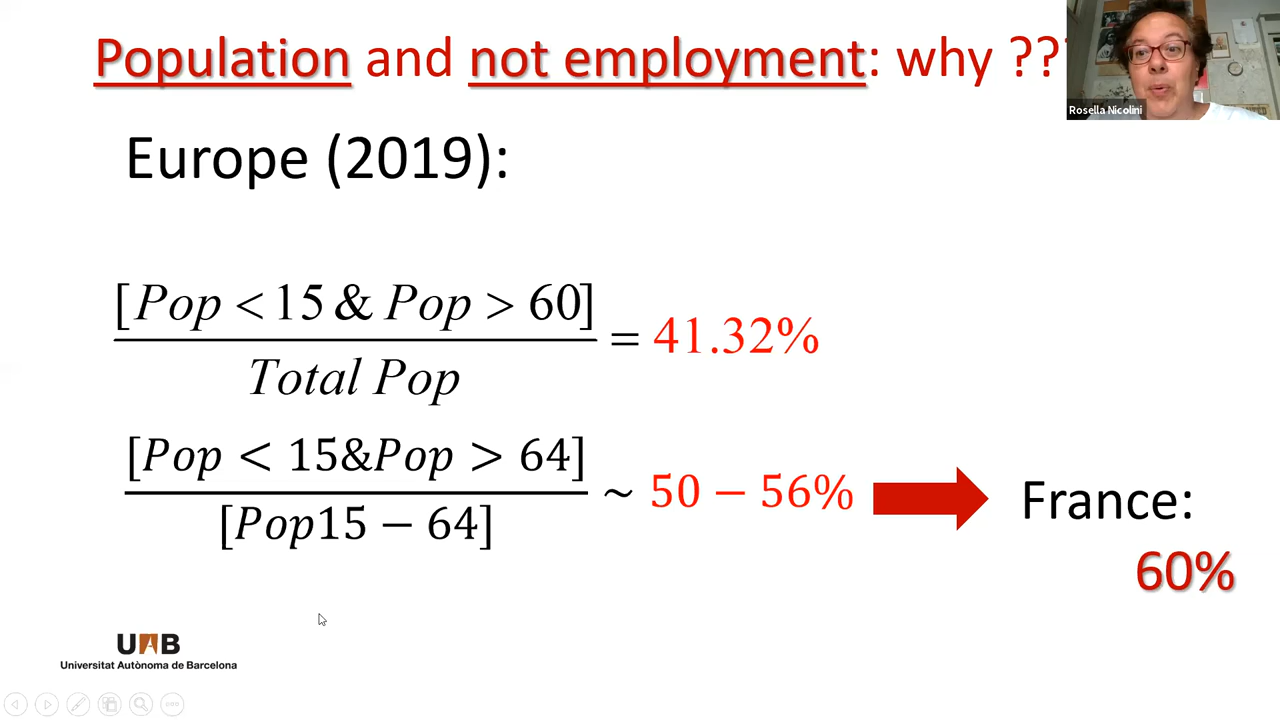 Population and not employment: why ???
Rosella Nicolini
Europe (2019):
[Pop < 15 & Pop > 60]
= 41.32%
Total Pop
[Pop < 15&Pop > 64]
~ 50 − 56%
[Pop15 − 64]
France:
60%
UAB
Universitat Autònoma de Barcelona